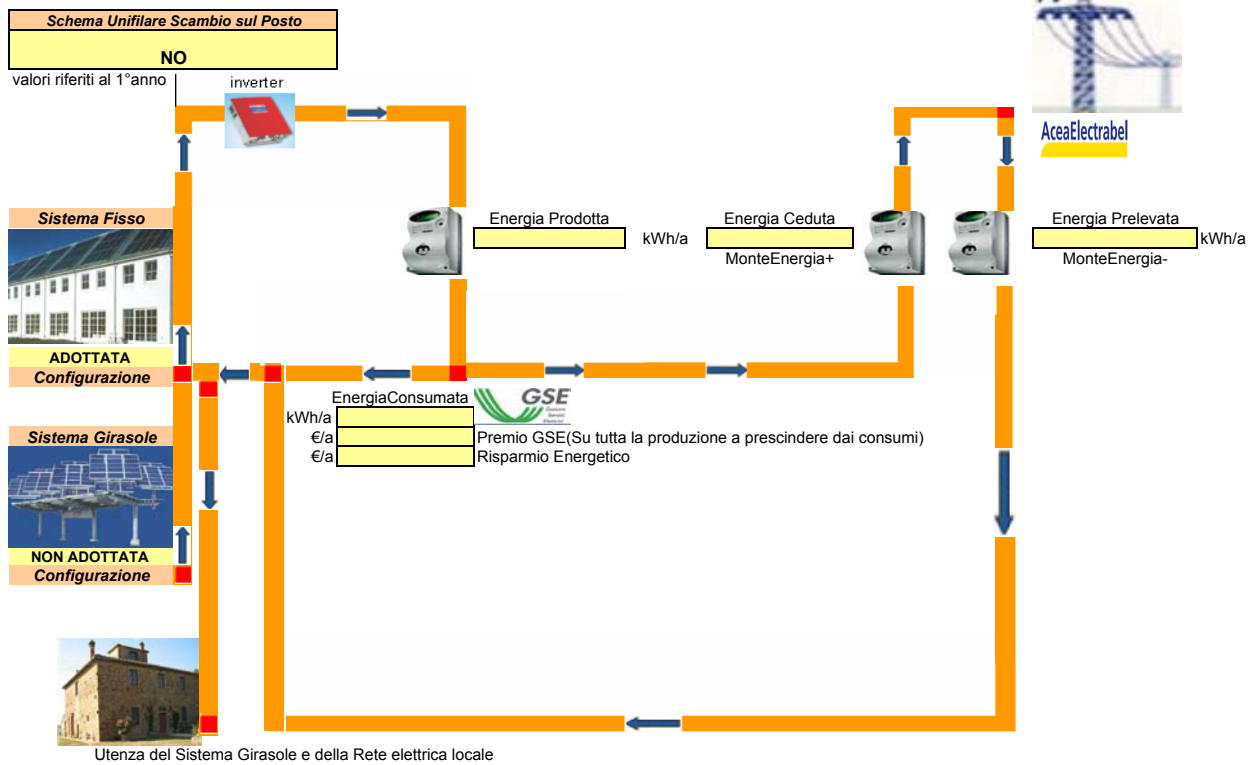 Schema Unifilare Scambio sul Posto
NO
valori riferiti al 1°anno
inverter
AceaElectrabel
Sistema Fisso
Energia Prodotta
kWh/a
Energia Ceduta
MonteEnergia+
Energia Prelevata
kWh/a
MonteEnergia-
ADOTTATA
Configurazione
EnergiaConsumata
GSE
kWh/a
€/a
Premio GSE(Su tutta la produzione a prescindere dai consumi)
€/a
Risparmio Energetico
Sistema Girasole
NON ADOTTATA
Configurazione
Utenza del Sistema Girasole e della Rete elettrica locale